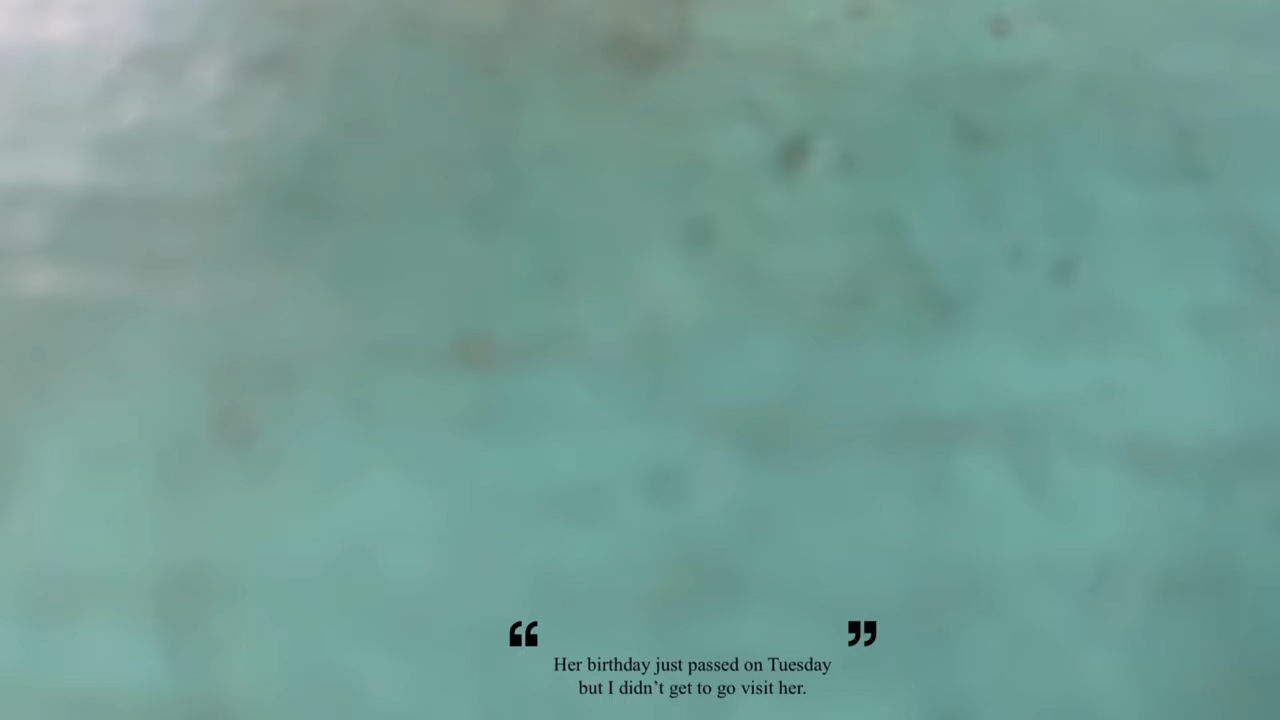 “ ”
Her birthday just passed on Tuesday
but I didn’t get to go visit her.